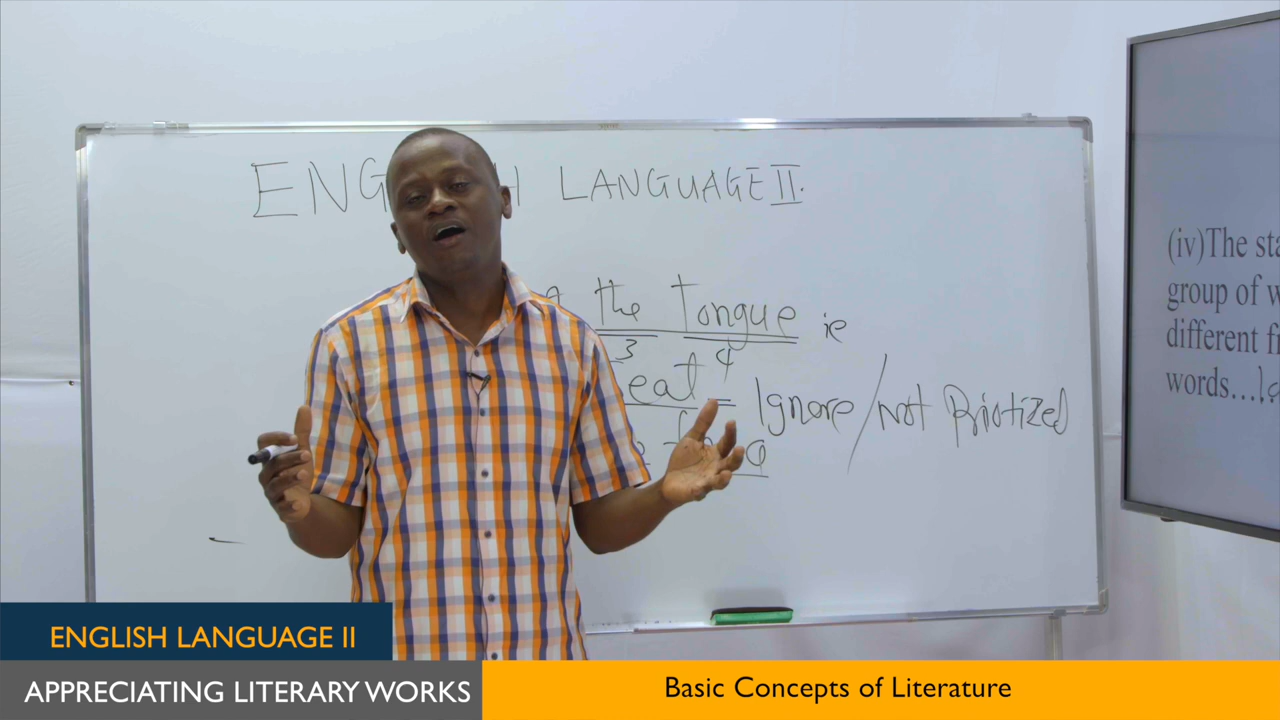 ENG H LANGUAGE II.
the Tongue ie
3 4
eat = Ignore / not Priotized
(iv)The sta
group of w
different fr
words...
ENGLISH LANGUAGE II
APPRECIATING LITERARY WORKS
Basic Concepts of Literature